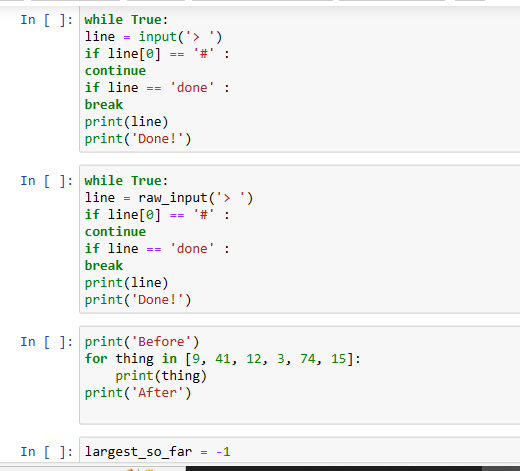 In [ ]: while True:
line = input('> ')
if line[0] == '#' :
continue
if line == 'done' :
break
print(line)
print('Done!')
In [ ]: while True:
line = raw_input('> ')
if line[0] == '#' :
continue
if line == 'done' :
break
print(line)
print('Done!')
In [ ]: print('Before')
for thing in [9, 41, 12, 3, 74, 15]:
    print(thing)
print('After')
In [ ]: largest_so_far = -1